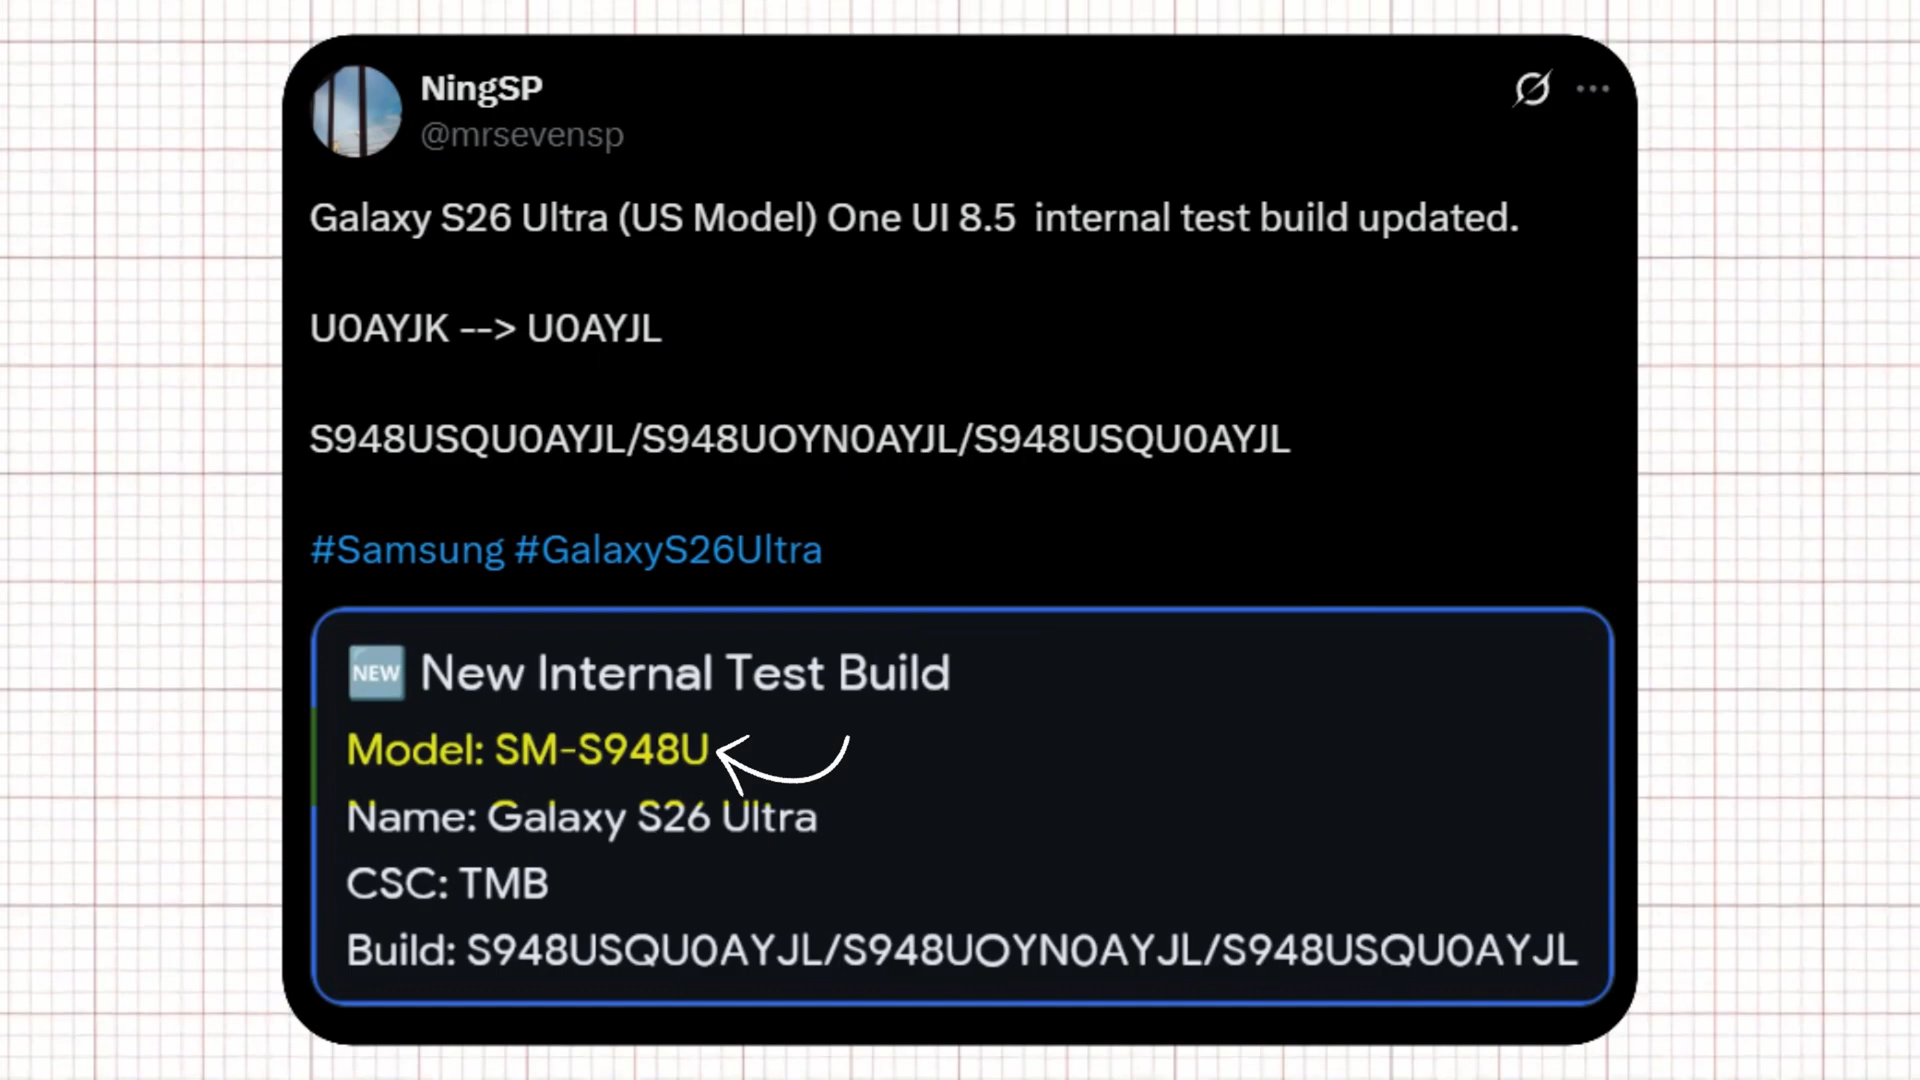 NingSP
@mrsevensp
Galaxy S26 Ultra (US Model) One UI 8.5  internal test build updated.
U0AYJK --> U0AYJL
S948USQU0AYJL/S948UOYN0AYJL/S948USQU0AYJL
#Samsung #GalaxyS26Ultra
🆕 New Internal Test Build
Model: SM-S948U
Name: Galaxy S26 Ultra
CSC: TMB
Build: S948USQU0AYJL/S948UOYN0AYJL/S948USQU0AYJL